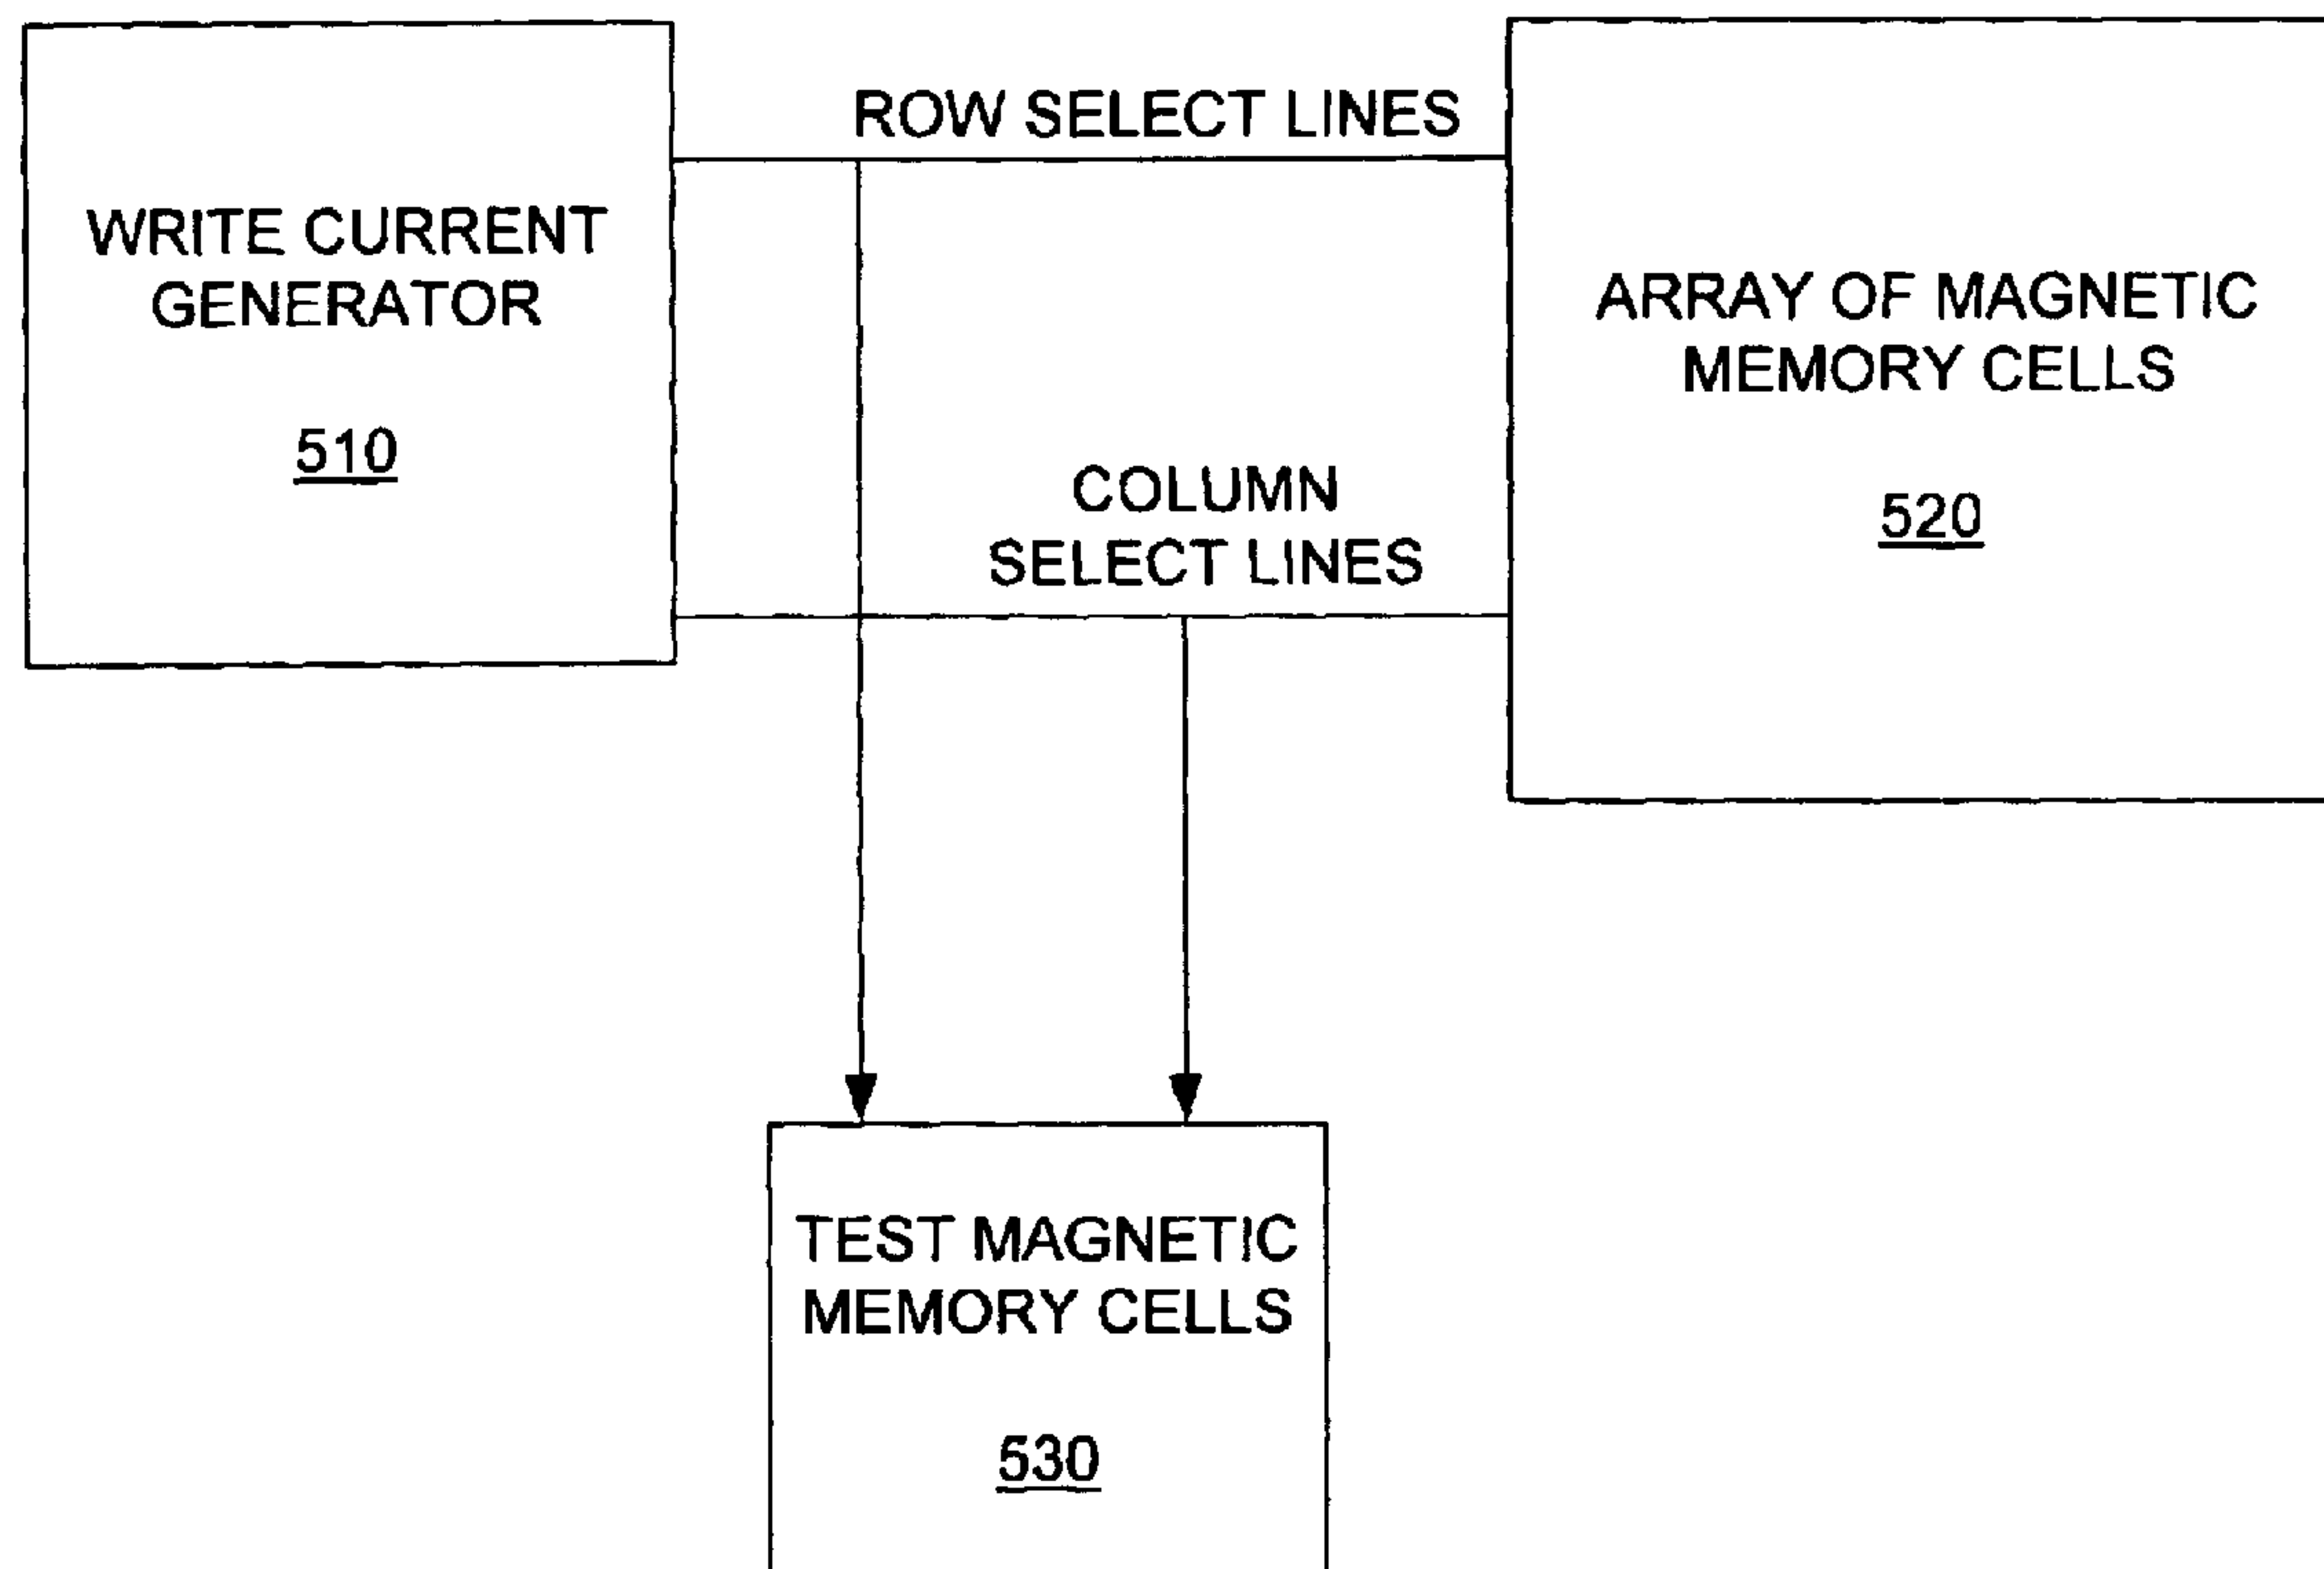 ROW SELECT LINES
WRITE CURRENT
GENERATOR
510
ARRAY OF MAGNETIC
MEMORY CELLS
520
COLUMN
SELECT LINES
TEST MAGNETIC
MEMORY CELLS
530